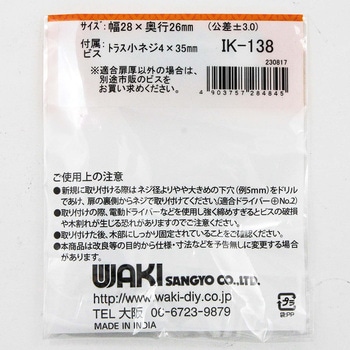 サイズ:幅28×奥行26mm (公差±3.0)
付属ビス:トラス小ネジ4×35mm IK-138
230817
※適合扉厚以外の場合は、
別途市販のビスを
お買い求めください。
4 903757 284845
ご使用上の注意
●新規に取り付ける際はネジ径よりやや大きめの下穴(例5mm)をドリル
であけ、扉の裏側からネジで取り付けてください(適合ドライバー⊕No.2)
●取り付けの際、電動ドライバーなどを使用し強く締めすぎるとビスの破損
や木割れが生じる恐れがありますのでご注意ください。
●取り付けた後、木部にしっかり固定されていることをご確認ください。
●本商品は改良等の目的から仕様・寸法などを予告無しに変更する場合
があります。
WAKI SANGYO CO.,LTD.
http://www.waki-diy.co.jp/
TEL 大阪 06-6723-9879
MADE IN INDIA
プラ
袋:PP